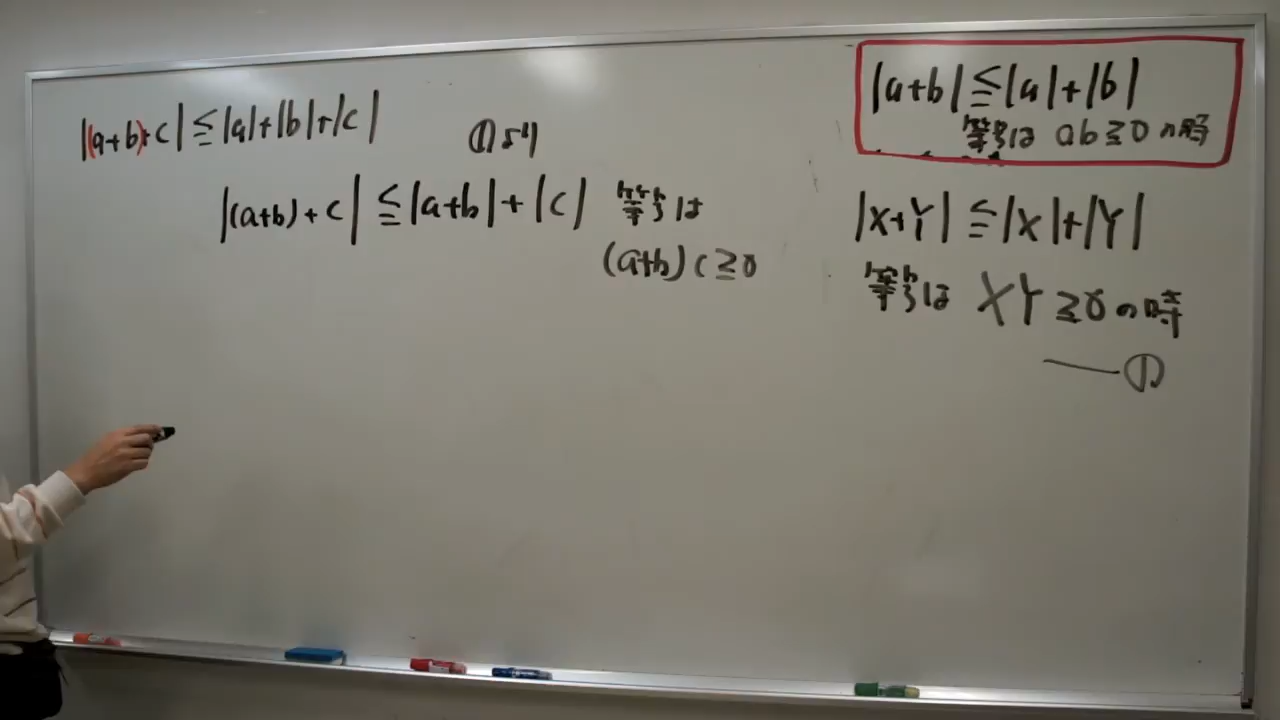 |(a+b)+c| ≦ |a|+|b|+|c|
①より
|(a+b)+c| ≦ |a+b|+|c| 等号は
(a+b)c≧0
|a+b| ≦ |a|+|b|
等号は ab≧0の時
|X+Y| ≦ |X|+|Y|
等号は XY≧0の時
―①